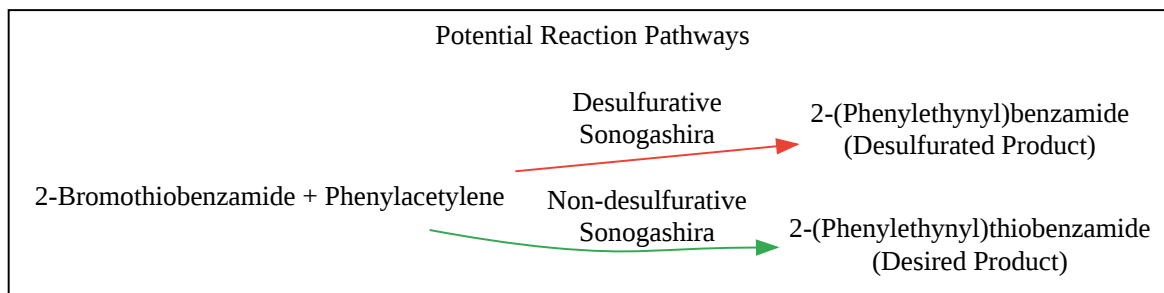 Potential Reaction Pathways
Desulfurative
Sonogashira
2-(Phenylethynyl)benzamide
(Desulfurated Product)
2-Bromothiobenzamide + Phenylacetylene
Non-desulfurative
Sonogashira
2-(Phenylethynyl)thiobenzamide
(Desired Product)